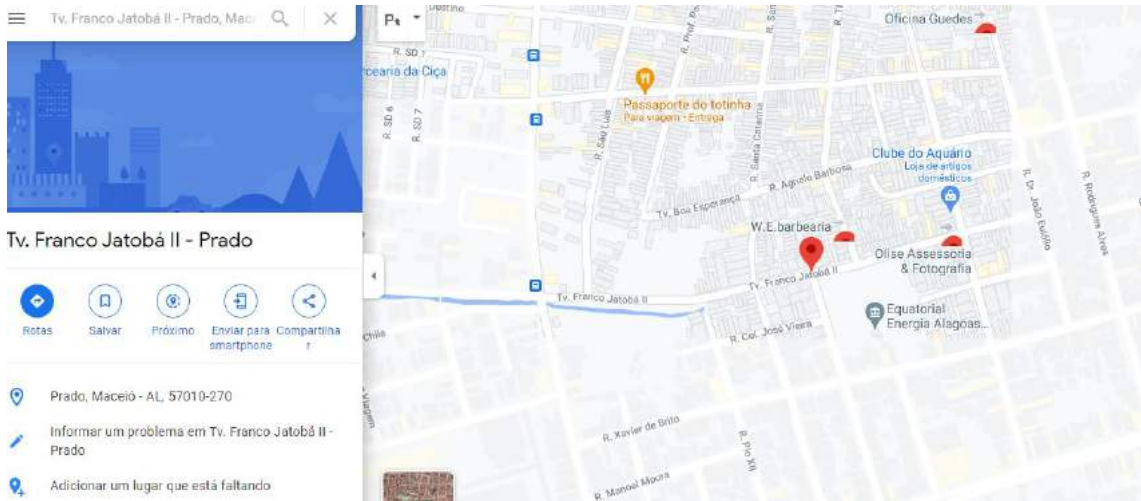 Tv. Franco Jatobá II - Prado, Mac
Tv. Franco Jatobá II - Prado
Rotas
Salvar
Próximo
Enviar para
smartphone
Compartilha
r
Prado, Maceió - AL, 57010-270
Informar um problema em Tv. Franco Jatobá II -
Prado
Adicionar um lugar que está faltando
R. SD 6
R. SD 7
cearia da Ciça
Passaporte do totinha
Para viagem - Entrega
R. São Luis
R. Prof.
R. Santa Catarina
Oficina Guedes
Clube do Aquário
Loja de artigos
domésticos
R. Agnelo Barbosa
Tv. Boa Esperança
W.E.barbearia
Olise Assessoria
& Fotografia
Tv. Franco Jatobá II
Tv. Franco Jatobá II
Equatorial
Energia Alagoas...
R. Cel. José Vieira
R. Dr. João Eulálio
R. Rodrigues Alves
Chile
Viagem
R. Xavier de Brito
R. Pio XII
R. Manoel Moura